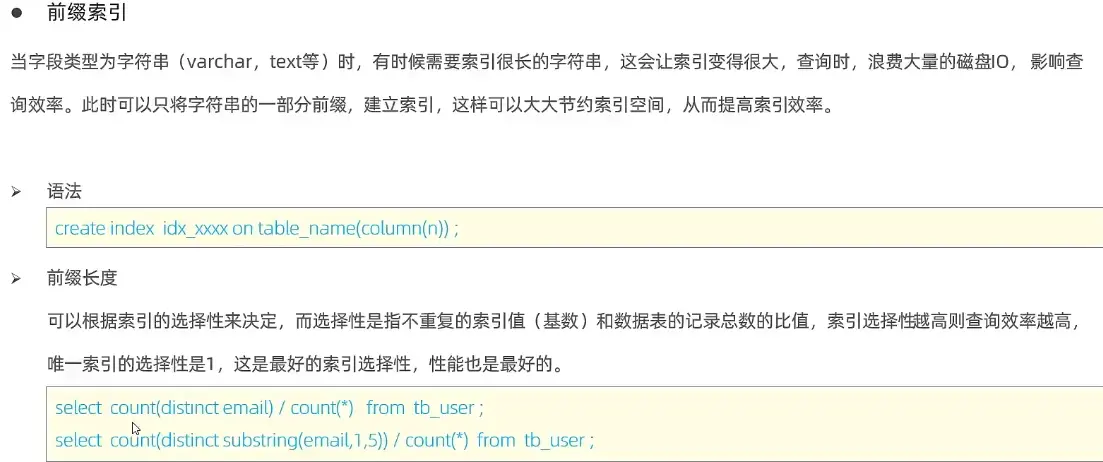 ● 前缀索引
当字段类型为字符串（varchar，text等）时，有时候需要索引很长的字符串，这会让索引变得很大，查询时，浪费大量的磁盘IO， 影响查
询效率。此时可以只将字符串的一部分前缀，建立索引，这样可以大大节约索引空间，从而提高索引效率。
➢ 语法
create index idx_xxxx on table_name(column(n)) ;
➢ 前缀长度
可以根据索引的选择性来决定，而选择性是指不重复的索引值（基数）和数据表的记录总数的比值，索引选择性越高则查询效率越高，
唯一索引的选择性是1，这是最好的索引选择性，性能也是最好的。
select count(distinct email) / count(*) from tb_user ;
select count(distinct substring(email,1,5)) / count(*) from tb_user ;